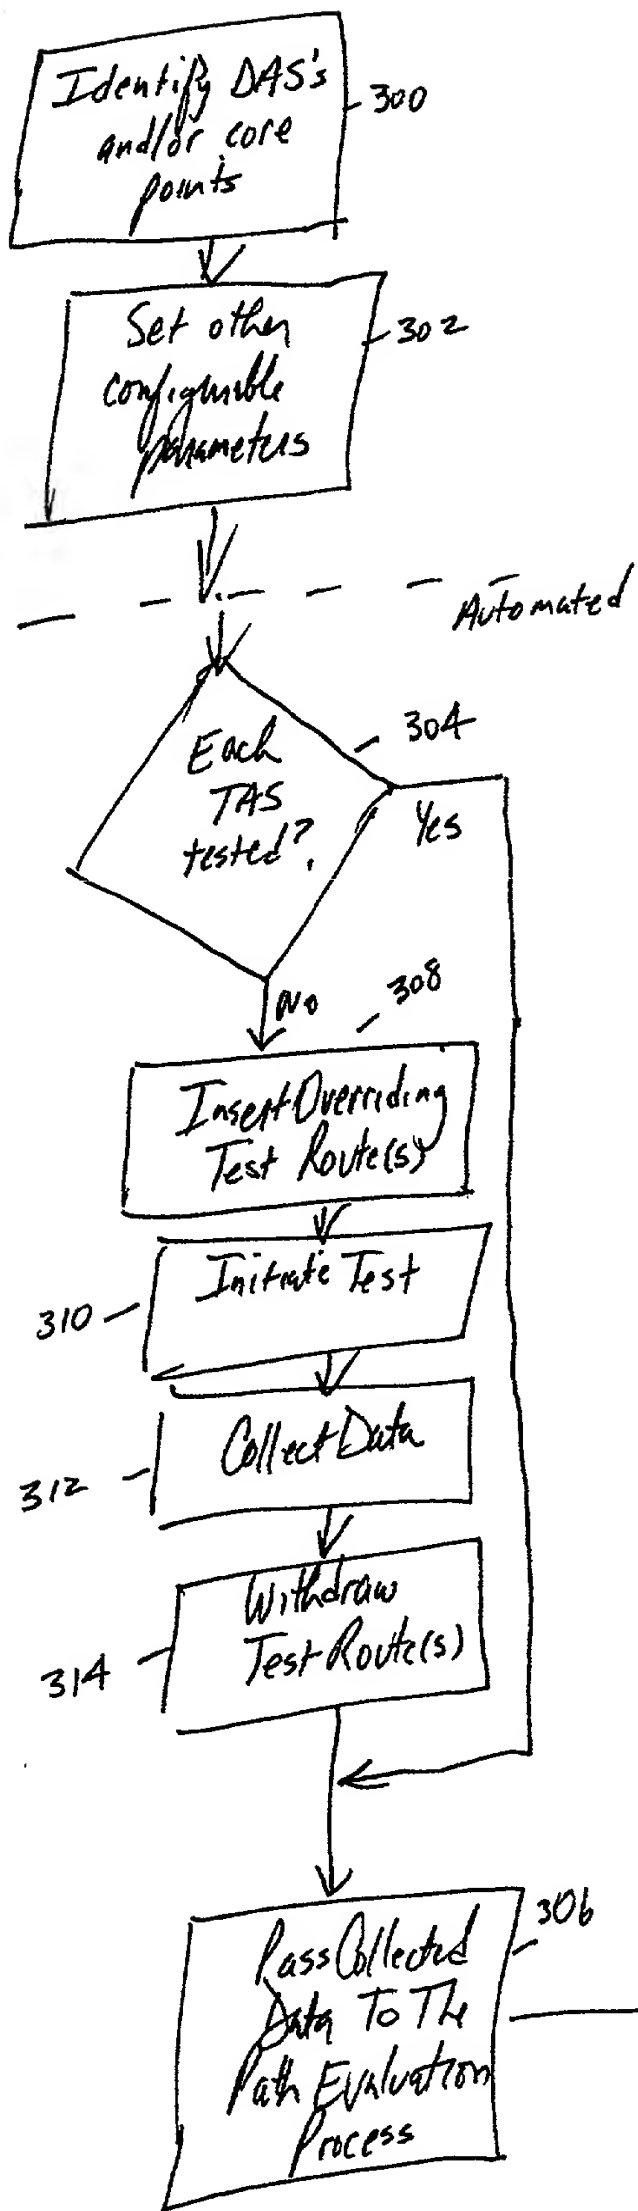 Identify DAS's
and/or core
points
300
Set other
configurable
parameters
302
Automated
Each
TAS
tested?
304
Yes
No
308
Insert Overriding
Test Route(s)
Initiate Test
310
Collect Data
312
Withdraw
Test Route(s)
314
306
Pass Collected
Data To The
Path Evaluation
Process